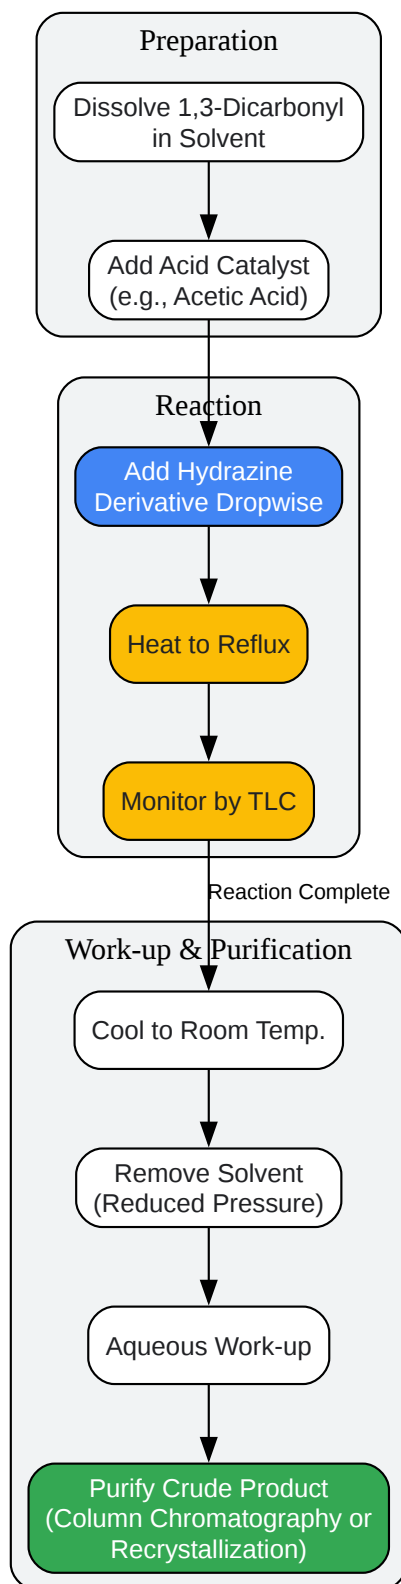 Preparation
Dissolve 1,3-Dicarbonyl
in Solvent
Add Acid Catalyst
(e.g., Acetic Acid)
Reaction
Add Hydrazine
Derivative Dropwise
Heat to Reflux
Monitor by TLC
Reaction Complete
Work-up & Purification
Cool to Room Temp.
Remove Solvent
(Reduced Pressure)
Aqueous Work-up
Purify Crude Product
(Column Chromatography or
Recrystallization)